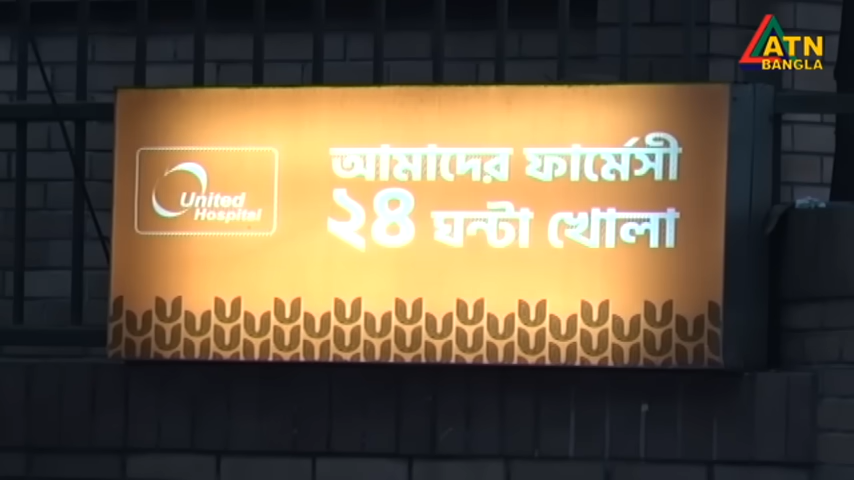 ATN
BANGLA
United
Hospital
আমাদের ফার্মেসী
২৪ ঘন্টা খোলা